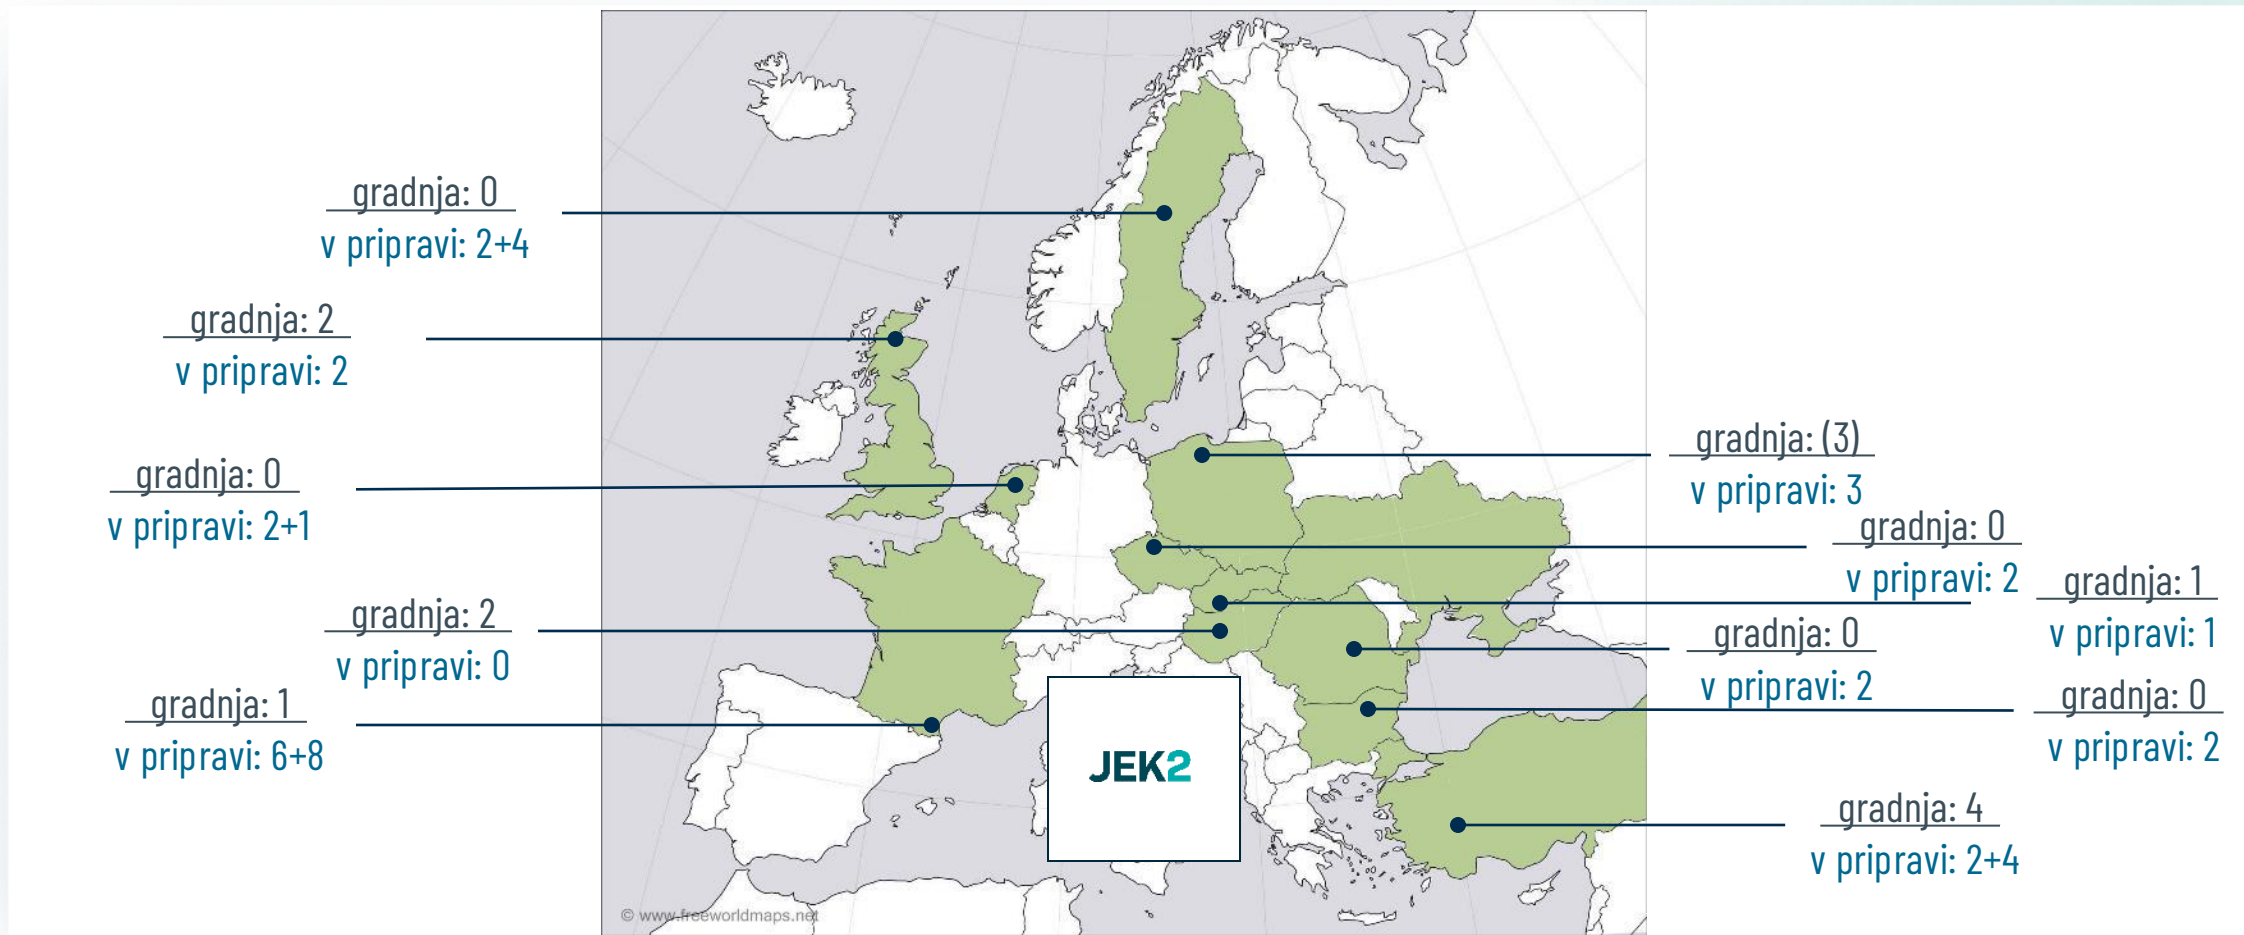 gradnja: 0
v pripravi: 2+4
gradnja: 2
v pripravi: 2
gradnja: 0
v pripravi: 2+1
gradnja: 2
v pripravi: 0
gradnja: 1
v pripravi: 6+8
gradnja: (3)
v pripravi: 3
gradnja: 0
v pripravi: 2
gradnja: 1
v pripravi: 1
gradnja: 0
v pripravi: 2
gradnja: 0
v pripravi: 2
gradnja: 4
v pripravi: 2+4
JEK2
© www.freeworldmaps.net